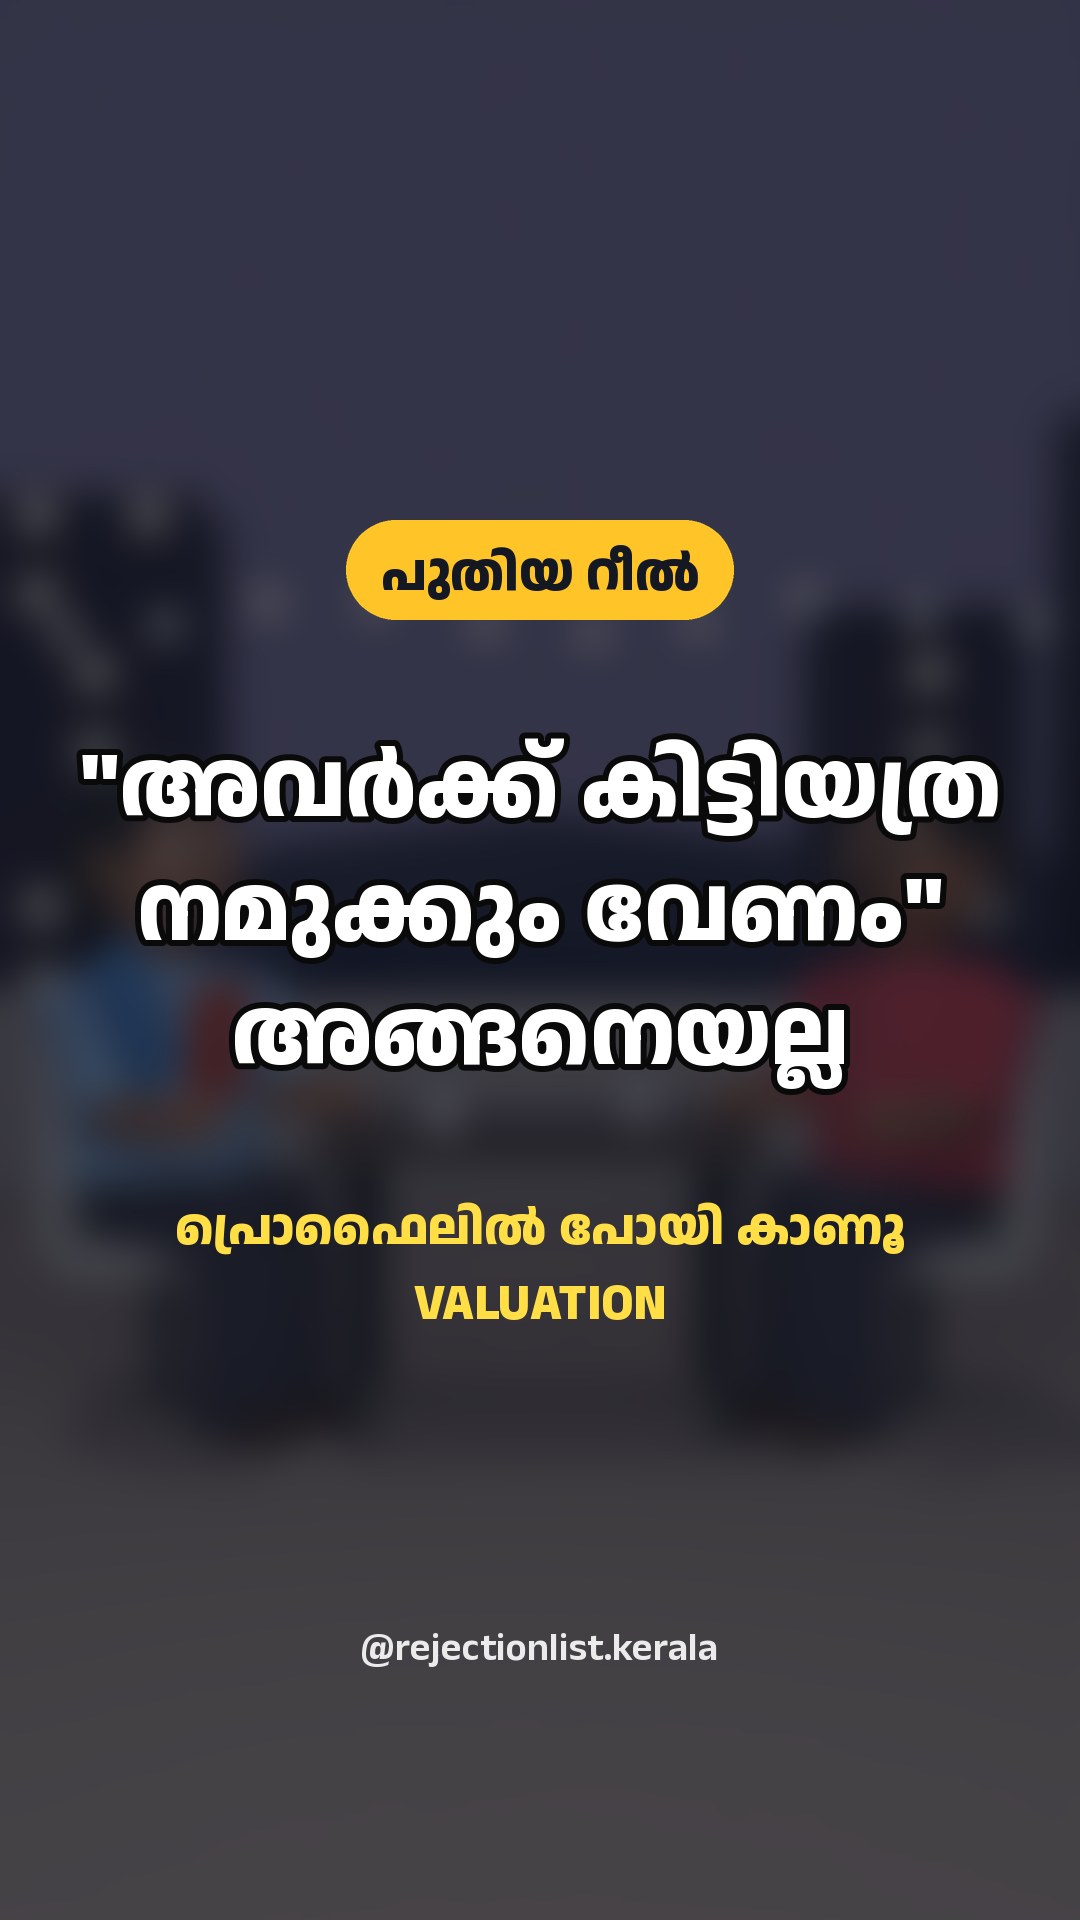 പുതിയ റീൽ
"അവർക്ക് കിട്ടിയത്ര
നമുക്കും വേണം"
അങ്ങനെയല്ല
പ്രൊഫൈലിൽ പോയി കാണൂ
VALUATION
@rejectionlist.kerala